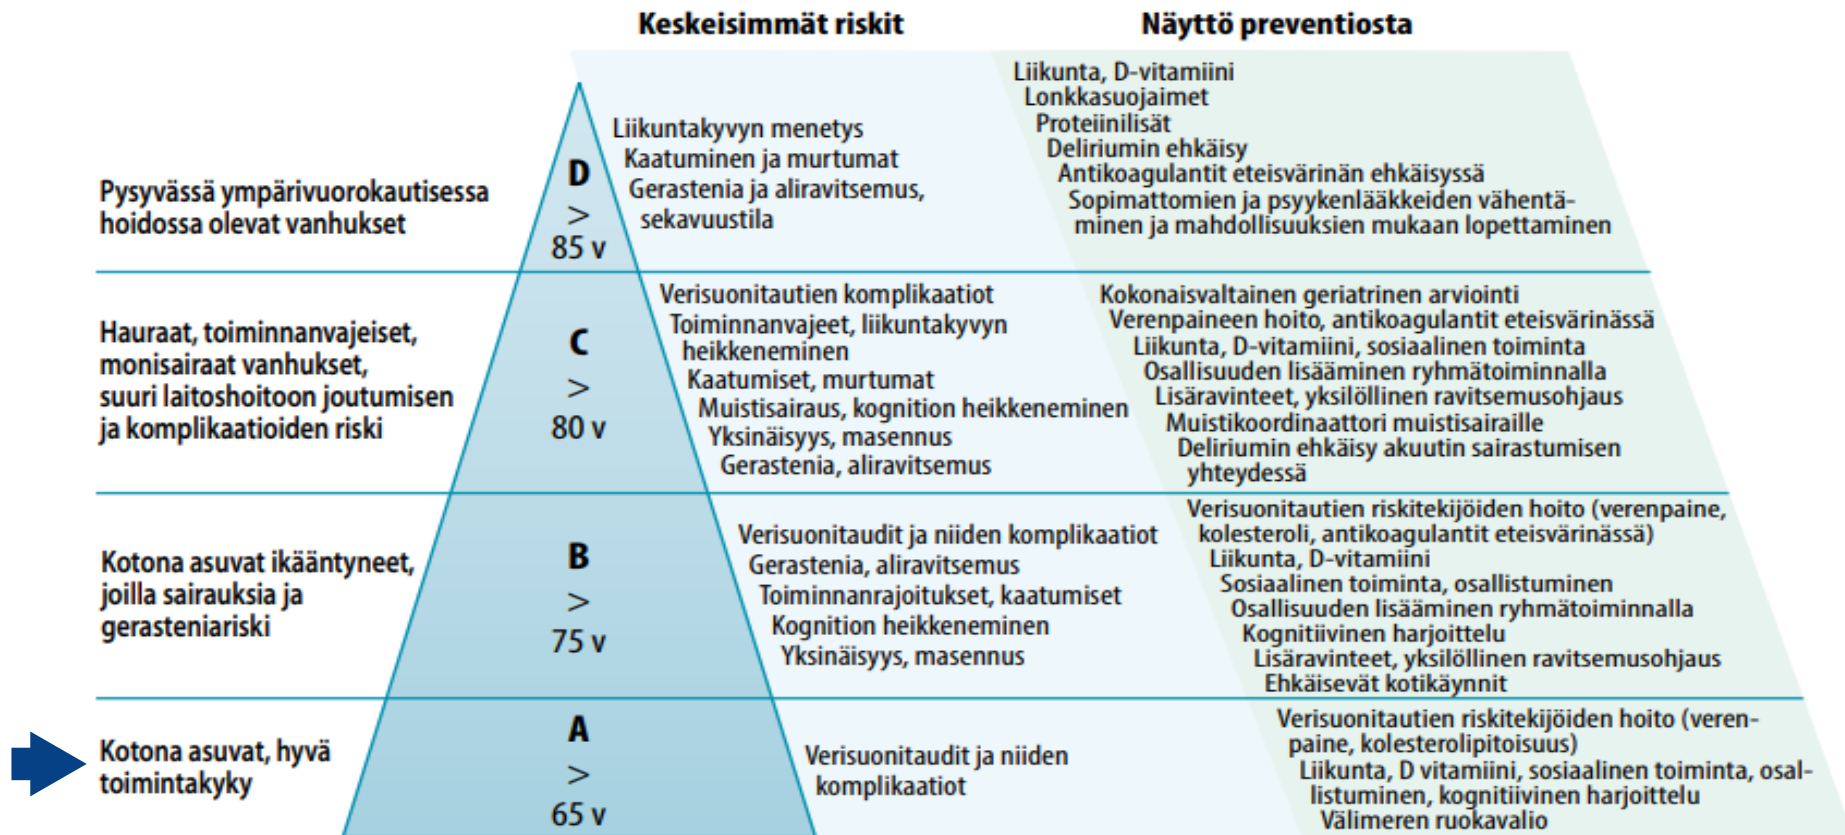 Keskeisimmät riskit
Näyttö preventiosta
Pysyvässä ympärivuorokautisessa
hoidossa olevat vanhukset
D
>
85 v
Liikuntakyvyn menetys
Kaatuminen ja murtumat
Gerastenia ja aliravitsemus,
sekavuustila
Liikunta, D-vitamiini
Lonkkasuojaimet
Proteiinilisät
Deliriumin ehkäisy
Antikoagulantit eteisvärinän ehkäisyssä
Sopimattomien ja psyykenlääkkeiden vähentä-
minen ja mahdollisuuksien mukaan lopettaminen
Hauraat, toiminnanvajeiset,
monisairaat vanhukset,
suuri laitoshoitoon joutumisen
ja komplikaatioiden riski
C
>
80 v
Verisuonitautien komplikaatiot
Toiminnanvajeet, liikuntakyvyn
heikkeneminen
Kaatumiset, murtumat
Muistisairaus, kognition heikkeneminen
Yksinäisyys, masennus
Gerastenia, aliravitsemus
Kokonaisvaltainen geriatrinen arviointi
Verenpaineen hoito, antikoagulantit eteisvärinässä
Liikunta, D-vitamiini, sosiaalinen toiminta
Osallisuuden lisääminen ryhmätoiminnalla
Lisäravinteet, yksilöllinen ravitsemusohjaus
Muistikoordinaattori muistisairaille
Deliriumin ehkäisy akuutin sairastumisen
yhteydessä
Kotona asuvat ikääntyneet,
joilla sairauksia ja
gerasteniariski
B
>
75 v
Verisuonitaudit ja niiden komplikaatiot
Gerastenia, aliravitsemus
Toiminnanrajoitukset, kaatumiset
Kognition heikkeneminen
Yksinäisyys, masennus
Verisuonitautien riskitekijöiden hoito (verenpaine,
kolesteroli, antikoagulantit eteisvärinässä)
Liikunta, D-vitamiini
Sosiaalinen toiminta, osallistuminen
Osallisuuden lisääminen ryhmätoiminnalla
Kognitiivinen harjoittelu
Lisäravinteet, yksilöllinen ravitsemusohjaus
Ehkäisevät kotikäynnit
Kotona asuvat, hyvä
toimintakyky
A
>
65 v
Verisuonitaudit ja niiden
komplikaatiot
Verisuonitautien riskitekijöiden hoito (veren-
paine, kolesterolipitoisuus)
Liikunta, D vitamiini, sosiaalinen toiminta, osal-
listuminen, kognitiivinen harjoittelu
Välimeren ruokavalio